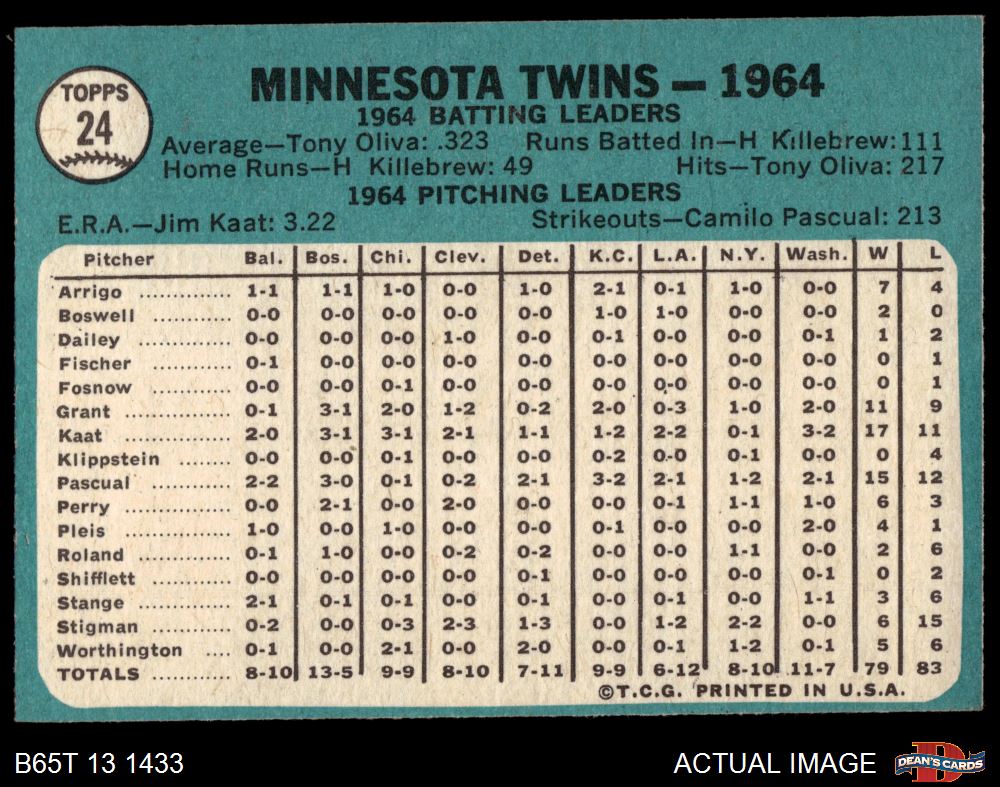 TOPPS
24
MINNESOTA TWINS — 1964
1964 BATTING LEADERS
Average—Tony Oliva: .323 Runs Batted In—H Killebrew: 111
Home Runs—H Killebrew: 49 Hits—Tony Oliva: 217
1964 PITCHING LEADERS
E.R.A.—Jim Kaat: 3.22 Strikeouts—Camilo Pascual: 213
Pitcher Bal. Bos. Chi. Clev. Det. K.C. L.A. N.Y. Wash. W L
Arrigo .............. 1-1 1-1 1-0 0-0 1-0 2-1 0-1 1-0 0-0 7 4
Boswell ............ 0-0 0-0 0-0 0-0 0-0 1-0 1-0 0-0 0-0 2 0
Dailey .............. 0-0 0-0 0-0 1-0 0-0 0-1 0-0 0-0 0-1 1 2
Fischer ............ 0-1 0-0 0-0 0-0 0-0 0-0 0-0 0-0 0-0 0 1
Fosnow ............ 0-0 0-0 0-1 0-0 0-0 0-0 0-0 0-0 0-0 0 1
Grant ................ 0-1 3-1 2-0 1-2 0-2 2-0 0-3 1-0 2-0 11 9
Kaat ................ 2-0 3-1 3-1 2-1 1-1 1-2 2-2 0-1 3-2 17 11
Klippstein ........ 0-0 0-0 0-1 0-0 0-0 0-2 0-0 0-1 0-0 0 4
Pascual ............ 2-2 3-0 0-1 0-2 2-1 3-2 2-1 1-2 2-1 15 12
Perry ................ 0-0 2-1 0-0 2-0 0-0 0-0 0-1 1-1 1-0 6 3
Pleis ................ 1-0 0-0 1-0 0-0 0-0 0-1 0-0 0-0 2-0 4 1
Roland .............. 0-1 1-0 0-0 0-2 0-2 0-0 0-0 1-1 0-0 2 6
Shifflett ............ 0-0 0-0 0-0 0-0 0-1 0-0 0-0 0-0 0-1 0 2
Stange .............. 2-1 0-1 0-1 0-0 0-1 0-0 0-1 0-0 1-1 3 6
Stigman ............ 0-2 0-0 0-3 2-3 1-3 0-0 1-2 2-2 0-0 6 15
Worthington .... 0-1 0-0 2-1 0-0 2-0 0-0 0-1 1-2 0-1 5 6
TOTALS ............ 8-10 13-5 9-9 8-10 7-11 9-9 6-12 8-10 11-7 79 83
©T.C.G. PRINTED IN U.S.A.
B65T 13 1433 ACTUAL IMAGE
DEAN'S CARDS